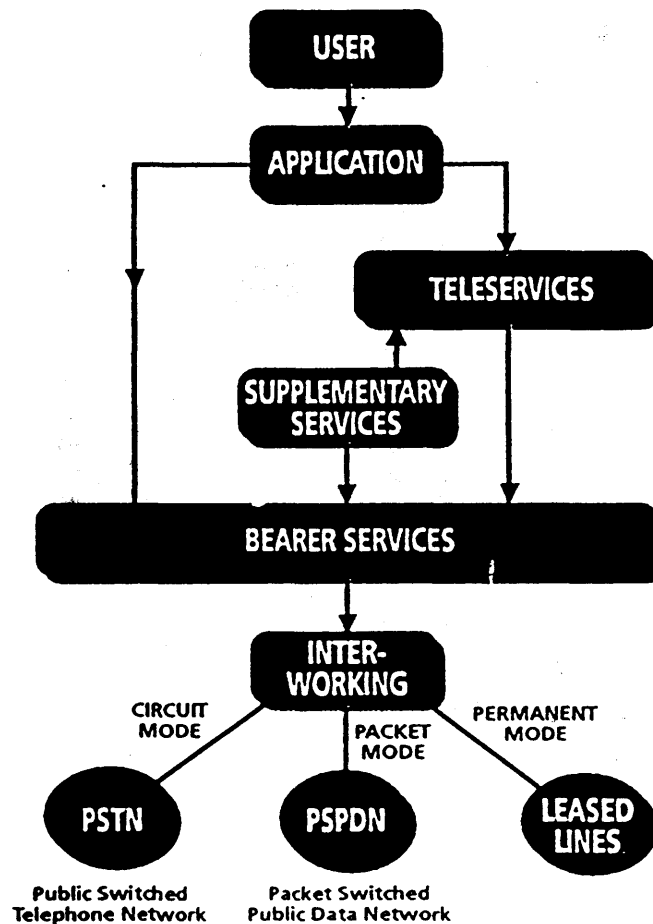 USER
APPLICATION
TELESERVICES
SUPPLEMENTARY
SERVICES
BEARER SERVICES
INTER-
WORKING
CIRCUIT
MODE
PACKET
MODE
PERMANENT
MODE
PSTN
PSPDN
LEASED
LINES
Public Switched
Telephone Network
Packet Switched
Public Data Network